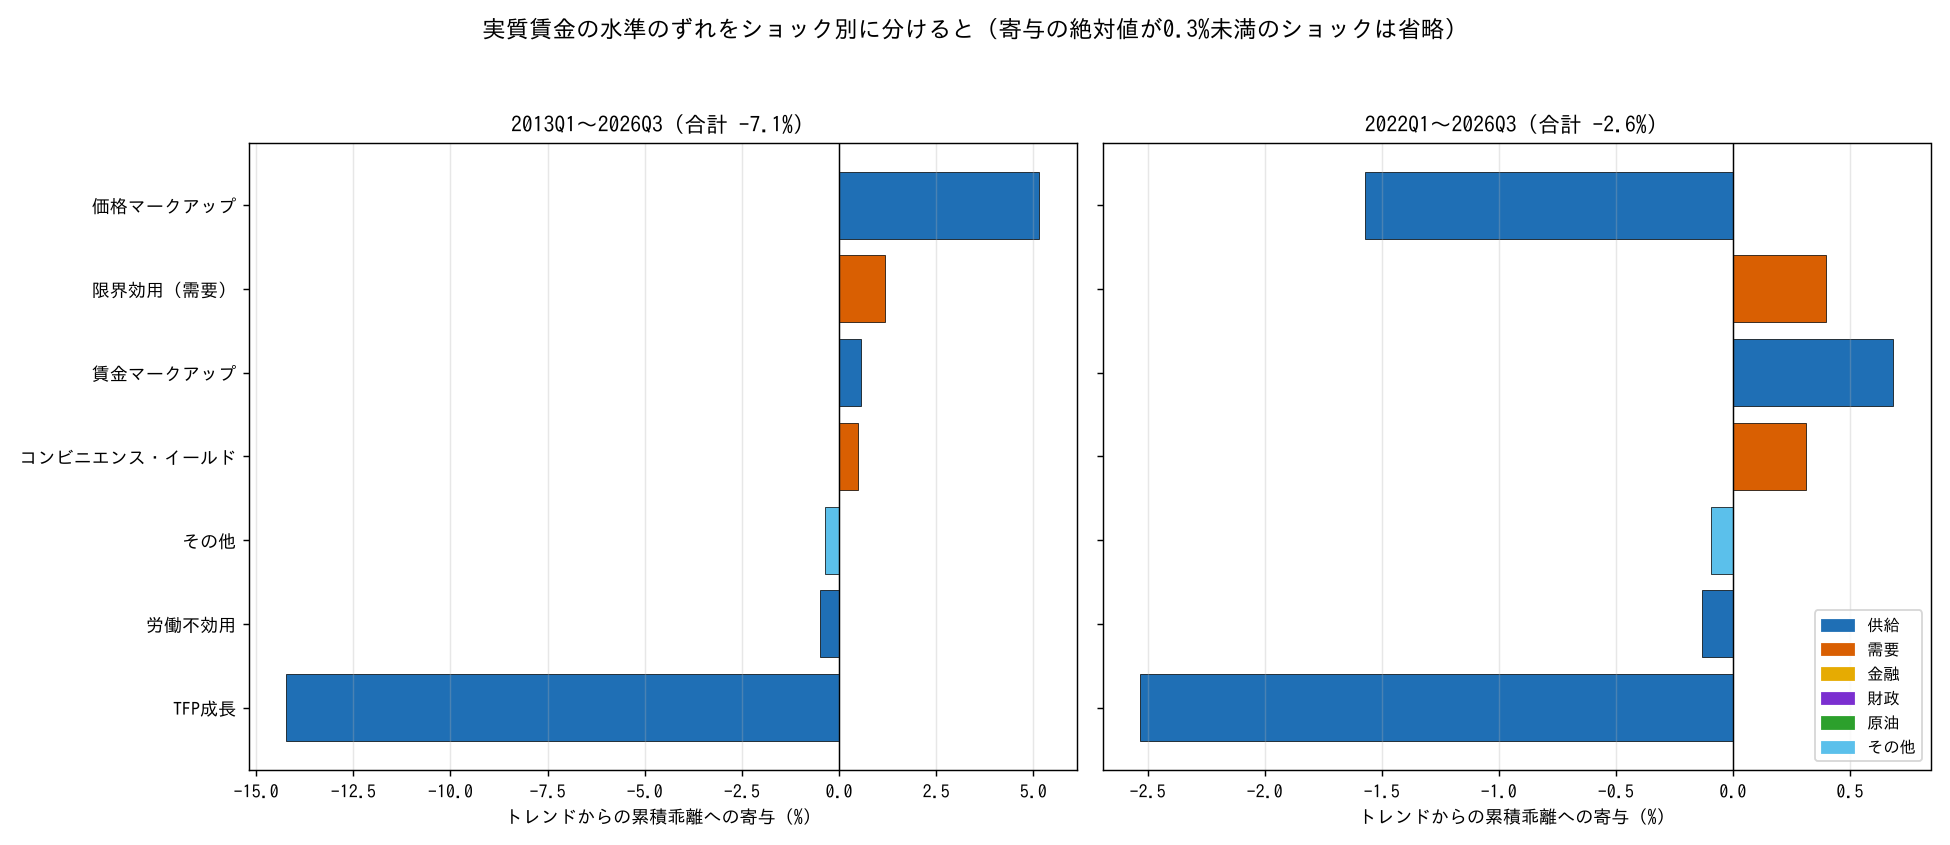 実質賃金の水準のずれをショック別に分けると（寄与の絶対値が0.3%未満のショックは省略）
2013Q1～2026Q3（合計 -7.1%）
価格マークアップ
限界効用（需要）
賃金マークアップ
コンビニエンス・イールド
その他
労働不効用
TFP成長
-15.0 -12.5 -10.0 -7.5 -5.0 -2.5 0.0 2.5 5.0
トレンドからの累積乖離への寄与（%）
2022Q1～2026Q3（合計 -2.6%）
供給
需要
金融
財政
原油
その他
-2.5 -2.0 -1.5 -1.0 -0.5 0.0 0.5
トレンドからの累積乖離への寄与（%）